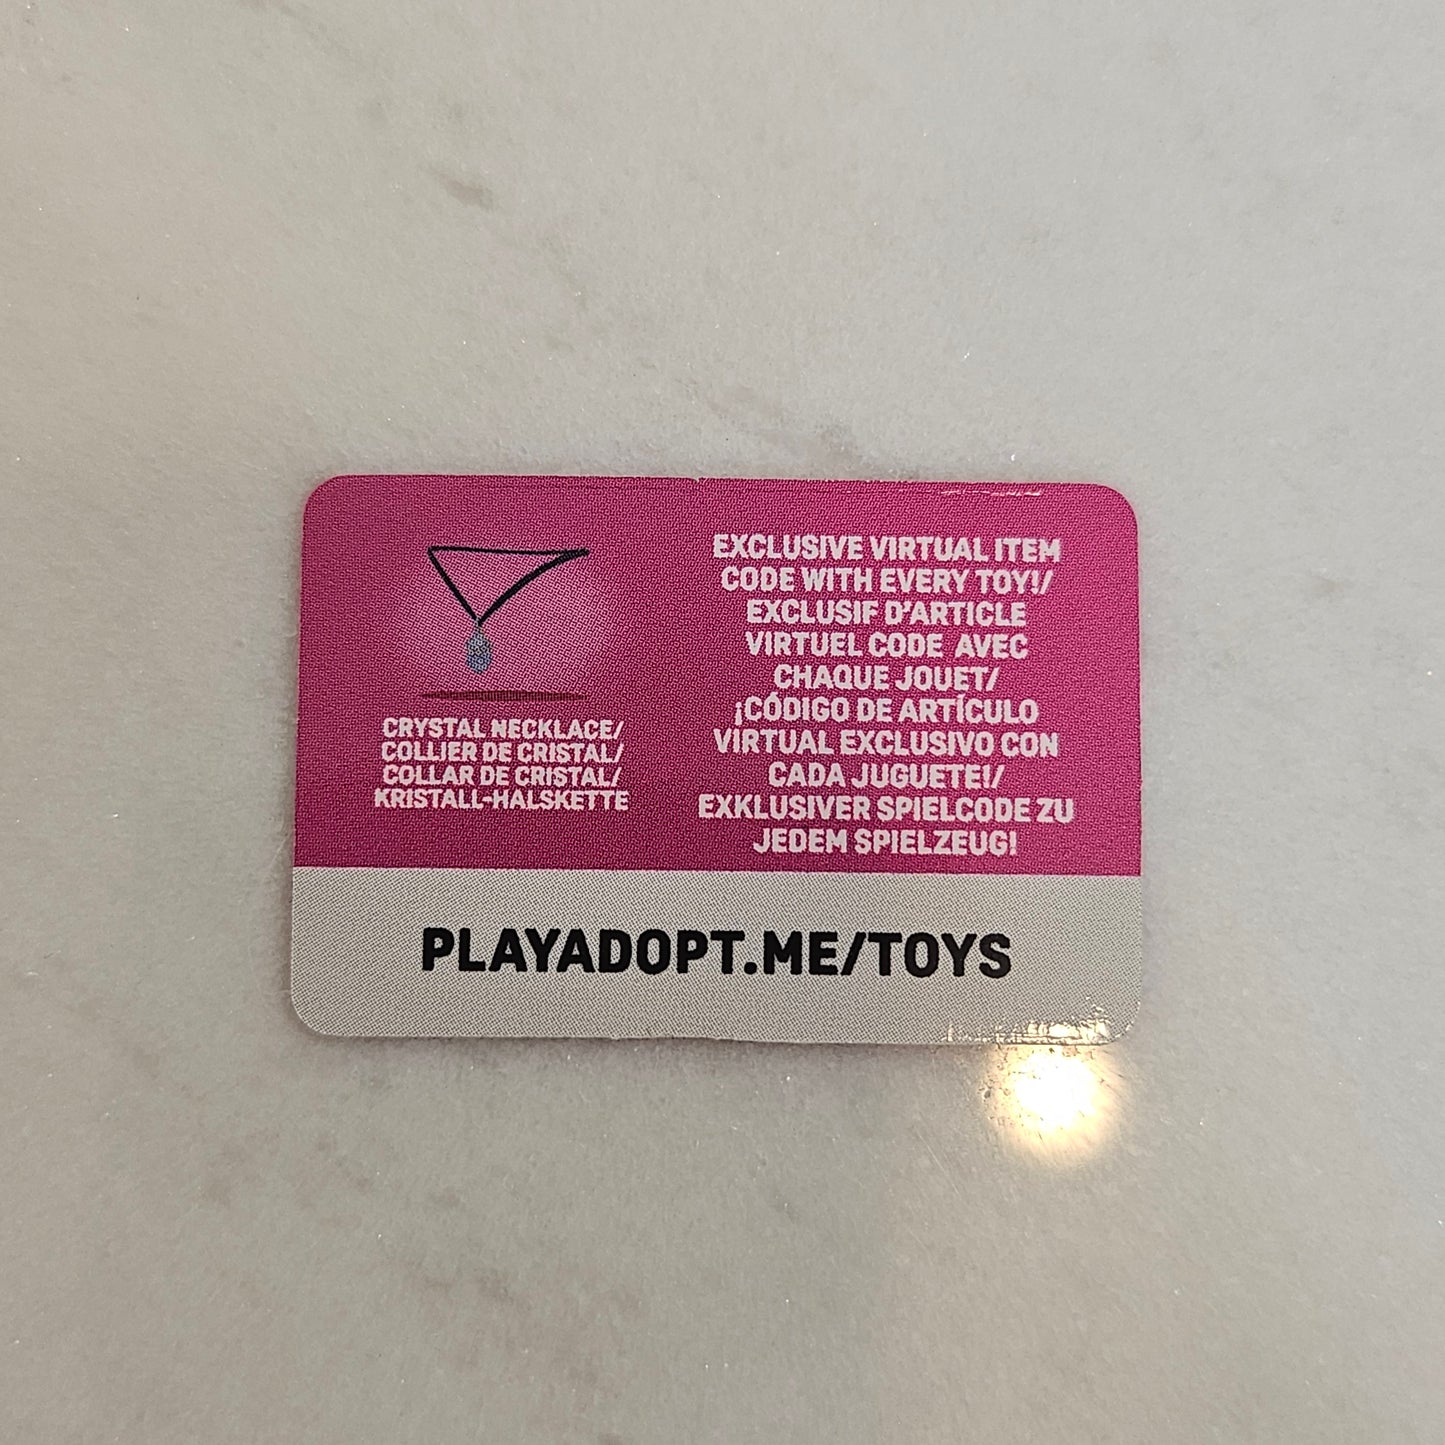 CRYSTAL NECKLACE/
COLLIER DE CRISTAL/
COLLAR DE CRISTAL/
KRISTALL-HALSKETTE
EXCLUSIVE VIRTUAL ITEM
CODE WITH EVERY TOY!/
EXCLUSIF D'ARTICLE
VIRTUEL CODE AVEC
CHAQUE JOUET/
¡CÓDIGO DE ARTÍCULO
VIRTUAL EXCLUSIVO CON
CADA JUGUETE!/
EXKLUSIVER SPIELCODE ZU
JEDEM SPIELZEUG!
PLAYADOPT.ME/TOYS